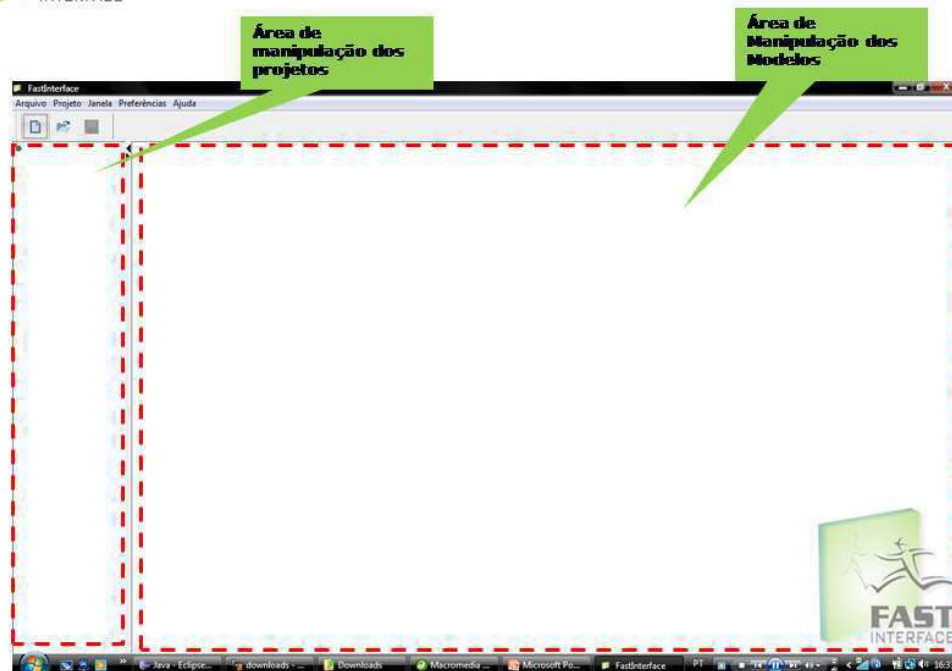 Área de
manipulação dos
projetos
Área de
Manipulação dos
Modelos
FastInterface
Arquivo Projeto Janela Preferências Ajuda
FAST
INTERFACE
Java - Eclipse...
downloads - ...
Downloads
Macromedia ...
Microsoft Po...
FastInterface
PT